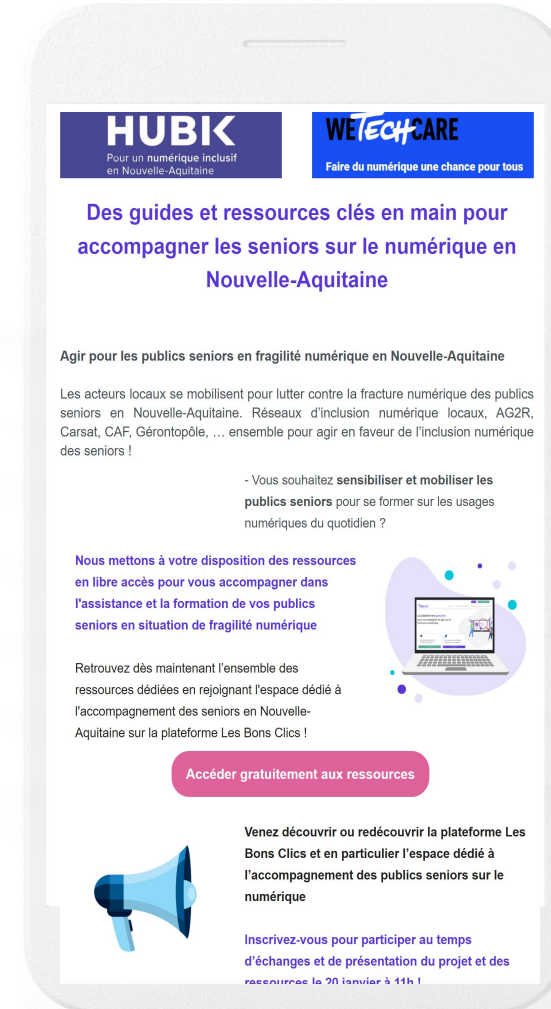 HUBIK
Pour un numérique inclusif
en Nouvelle-Aquitaine
WETECHCARE
Faire du numérique une chance pour tous
Des guides et ressources clés en main pour
accompagner les seniors sur le numérique en
Nouvelle-Aquitaine
Agir pour les publics seniors en fragilité numérique en Nouvelle-Aquitaine
Les acteurs locaux se mobilisent pour lutter contre la fracture numérique des publics
seniors en Nouvelle-Aquitaine. Réseaux d’inclusion numérique locaux, AG2R,
Carsat, CAF, Gérontopôle, … ensemble pour agir en faveur de l’inclusion numérique
des seniors !
- Vous souhaitez sensibiliser et mobiliser les
publics seniors pour se former sur les usages
numériques du quotidien ?
Nous mettons à votre disposition des ressources
en libre accès pour vous accompagner dans
l'assistance et la formation de vos publics
seniors en situation de fragilité numérique
Retrouvez dès maintenant l’ensemble des
ressources dédiées en rejoignant l'espace dédié à
l'accompagnement des seniors en Nouvelle-
Aquitaine sur la plateforme Les Bons Clics !
Accéder gratuitement aux ressources
Venez découvrir ou redécouvrir la plateforme Les
Bons Clics et en particulier l’espace dédié à
l’accompagnement des publics seniors sur le
numérique
Inscrivez-vous pour participer au temps
d’échanges et de présentation du projet et des
ressources le 20 janvier à 11h !